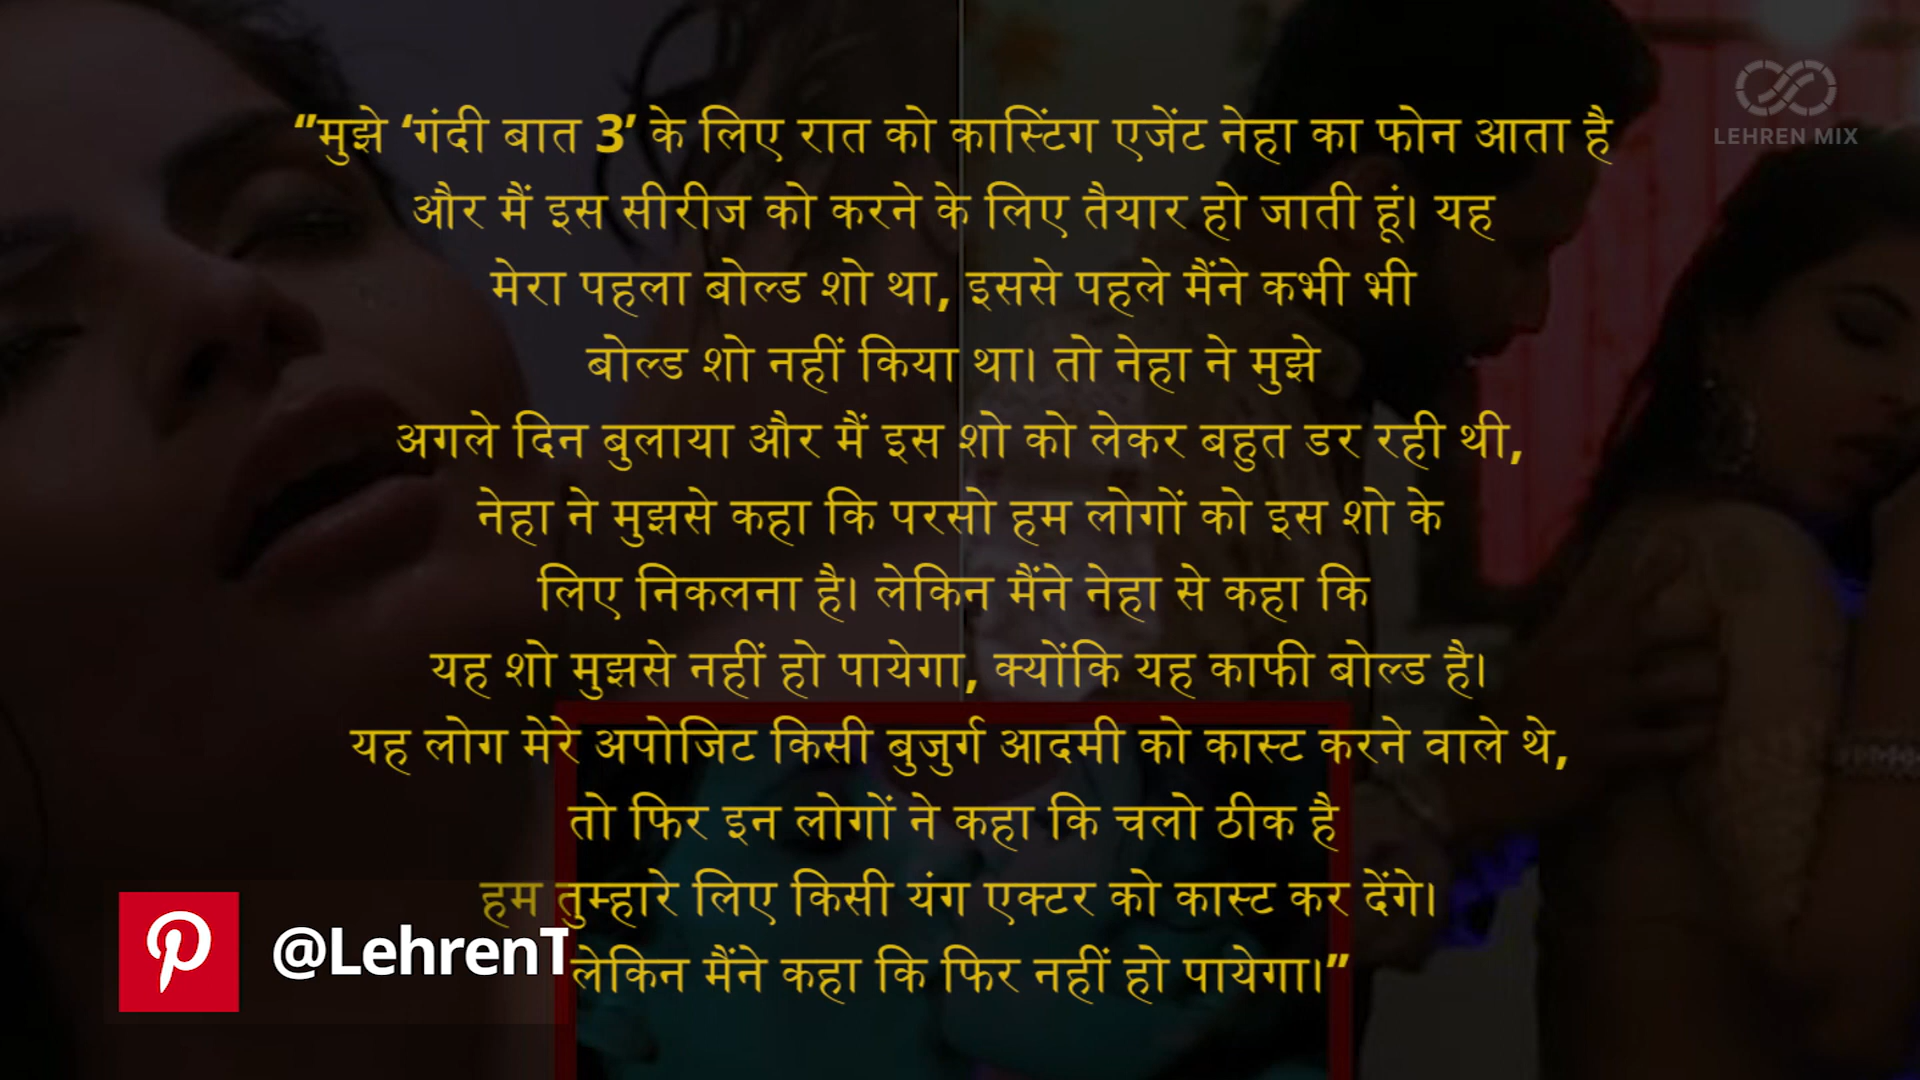 LEHREN MIX
“मुझे ‘गंदी बात 3’ के लिए रात को कास्टिंग एजेंट नेहा का फोन आता है
और मैं इस सीरीज को करने के लिए तैयार हो जाती हूं। यह
मेरा पहला बोल्ड शो था, इससे पहले मैंने कभी भी
बोल्ड शो नहीं किया था। तो नेहा ने मुझे
अगले दिन बुलाया और मैं इस शो को लेकर बहुत डर रही थी,
नेहा ने मुझसे कहा कि परसो हम लोगों को इस शो के
लिए निकलना है। लेकिन मैंने नेहा से कहा कि
यह शो मुझसे नहीं हो पायेगा, क्योंकि यह काफी बोल्ड है।
यह लोग मेरे अपोजिट किसी बुजुर्ग आदमी को कास्ट करने वाले थे,
तो फिर इन लोगों ने कहा कि चलो ठीक है
हम तुम्हारे लिए किसी यंग एक्टर को कास्ट कर देंगे।
लेकिन मैंने कहा कि फिर नहीं हो पायेगा।”
@LehrenT